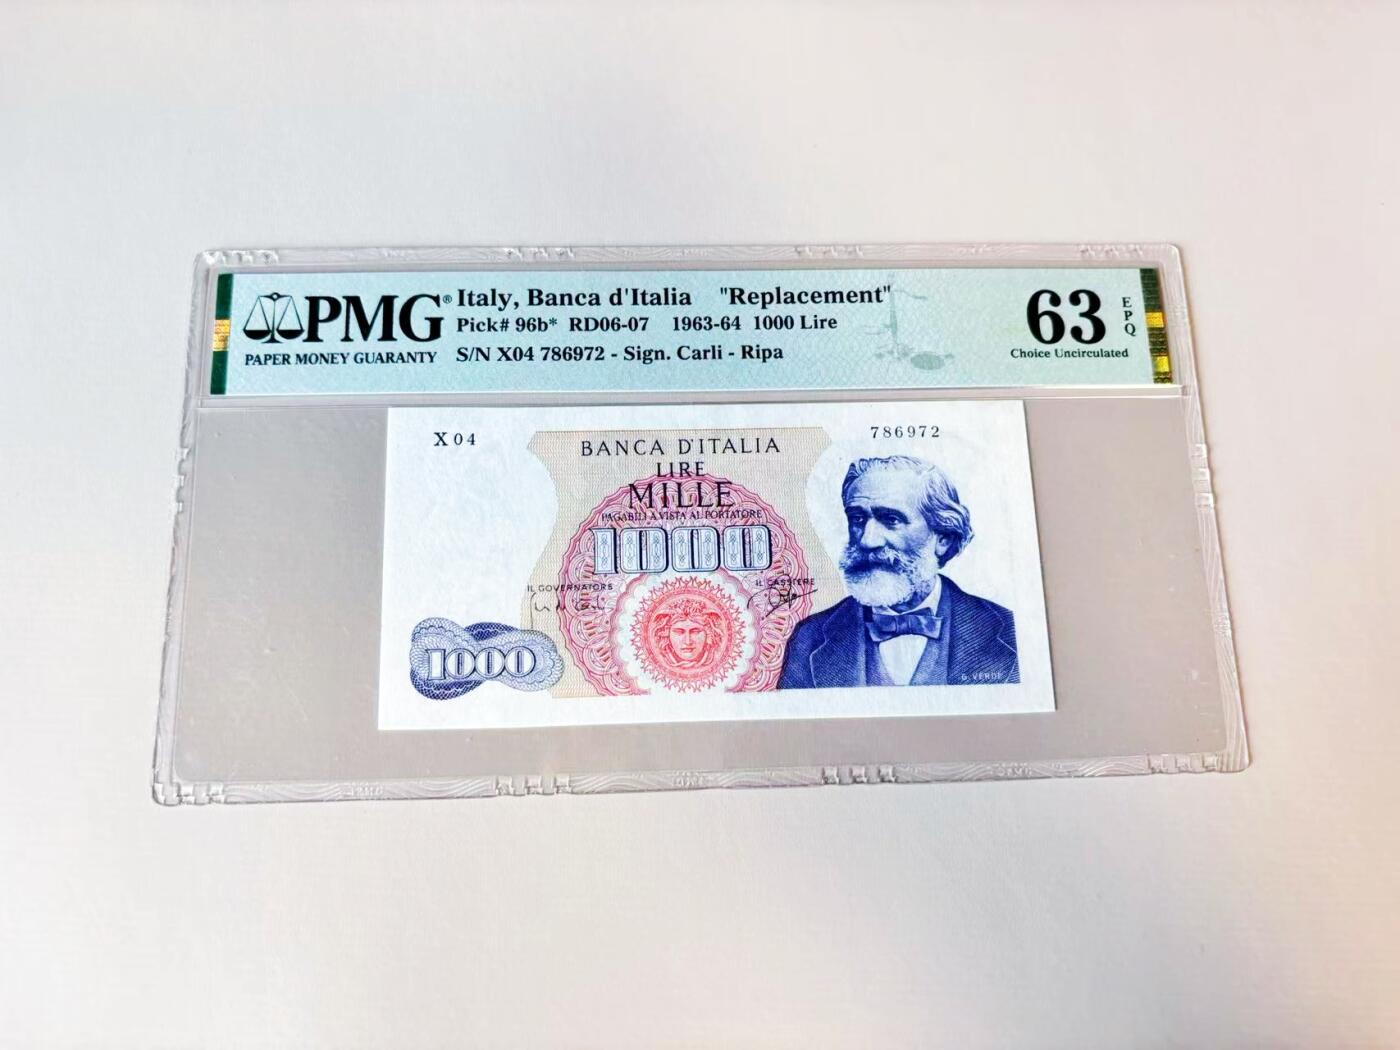 PMG®
PAPER MONEY GUARANTY
Italy, Banca d'Italia "Replacement"
Pick# 96b* RD06-07 1963-64 1000 Lire
S/N X04 786972 - Sign. Carli - Ripa
63
EPQ
Choice Uncirculated
X04
786972
BANCA D'ITALIA
LIRE
MILLE
PAGABILI A VISTA AL PORTATORE
1000
IL GOVERNATORE
IL CASSIERE
1000
G. VERDI